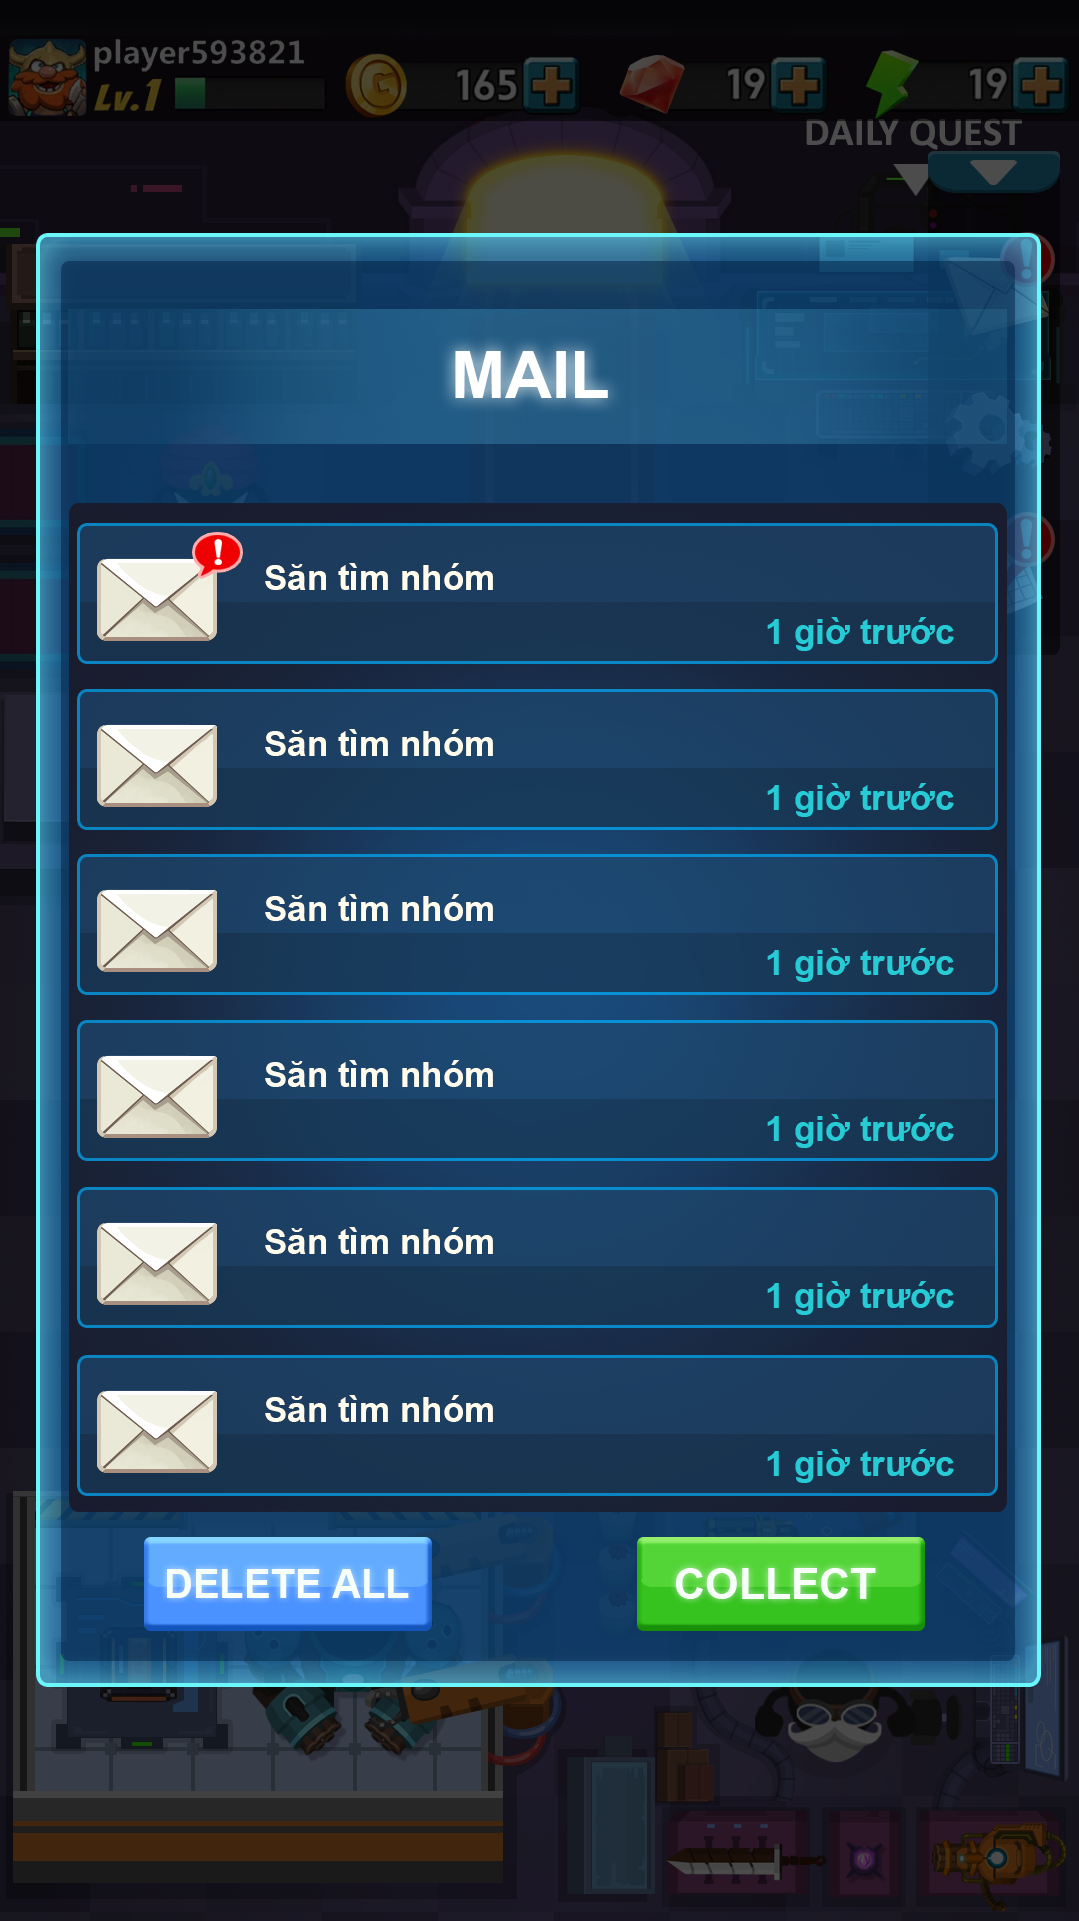 player593821
Lv.1
165
19
19
DAILY QUEST
MAIL
Săn tìm nhóm
1 giờ trước
Săn tìm nhóm
1 giờ trước
Săn tìm nhóm
1 giờ trước
Săn tìm nhóm
1 giờ trước
Săn tìm nhóm
1 giờ trước
Săn tìm nhóm
1 giờ trước
DELETE ALL
COLLECT